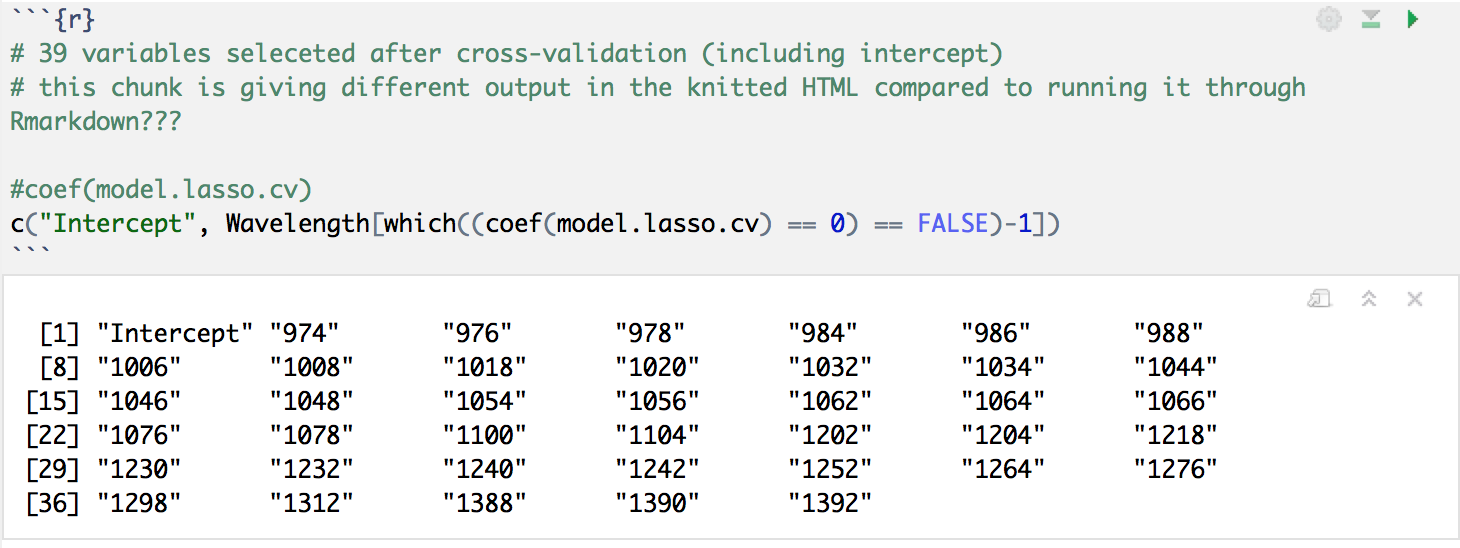 ```{r}
# 39 variables seleceted after cross-validation (including intercept)
# this chunk is giving different output in the knitted HTML compared to running it through
Rmarkdown???
#coef(model.lasso.cv)
c("Intercept", Wavelength[which((coef(model.lasso.cv) == 0) == FALSE)-1])
```
[1] "Intercept" "974" "976" "978" "984" "986" "988"
[8] "1006" "1008" "1018" "1020" "1032" "1034" "1044"
[15] "1046" "1048" "1054" "1056" "1062" "1064" "1066"
[22] "1076" "1078" "1100" "1104" "1202" "1204" "1218"
[29] "1230" "1232" "1240" "1242" "1252" "1264" "1276"
[36] "1298" "1312" "1388" "1390" "1392"